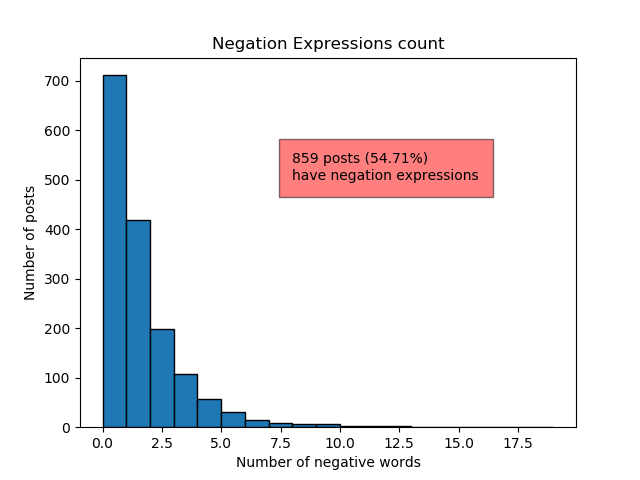 Negation Expressions count
Number of posts
700
600
500
400
300
200
100
0
859 posts (54.71%)
have negation expressions
0.0 2.5 5.0 7.5 10.0 12.5 15.0 17.5
Number of negative words